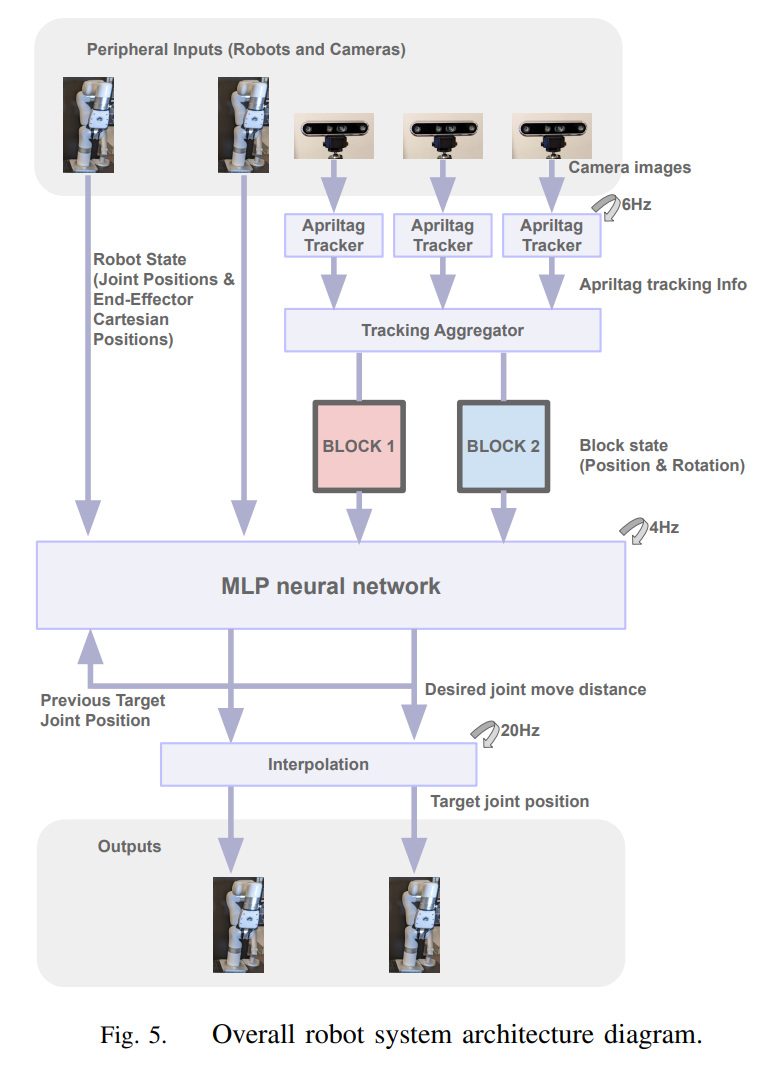 Peripheral Inputs (Robots and Cameras)
Camera images
6Hz
Apriltag
Tracker
Apriltag
Tracker
Apriltag
Tracker
Robot State
(Joint Positions &
End-Effector
Cartesian
Positions)
Apriltag tracking Info
Tracking Aggregator
BLOCK 1
BLOCK 2
Block state
(Position & Rotation)
4Hz
MLP neural network
Previous Target
Joint Position
Desired joint move distance
20Hz
Interpolation
Target joint position
Outputs
Fig. 5. Overall robot system architecture diagram.